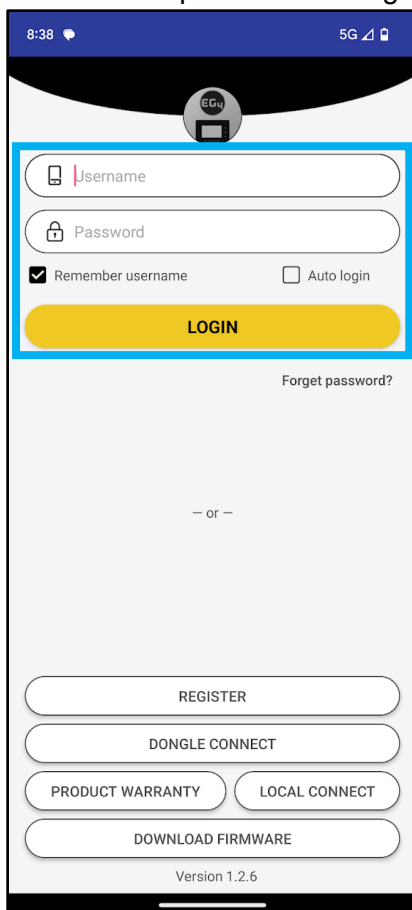 8:38 5G
EG4
Username
Password
Remember username Auto login
LOGIN
Forget password?
— or —
REGISTER
DONGLE CONNECT
PRODUCT WARRANTY LOCAL CONNECT
DOWNLOAD FIRMWARE
Version 1.2.6